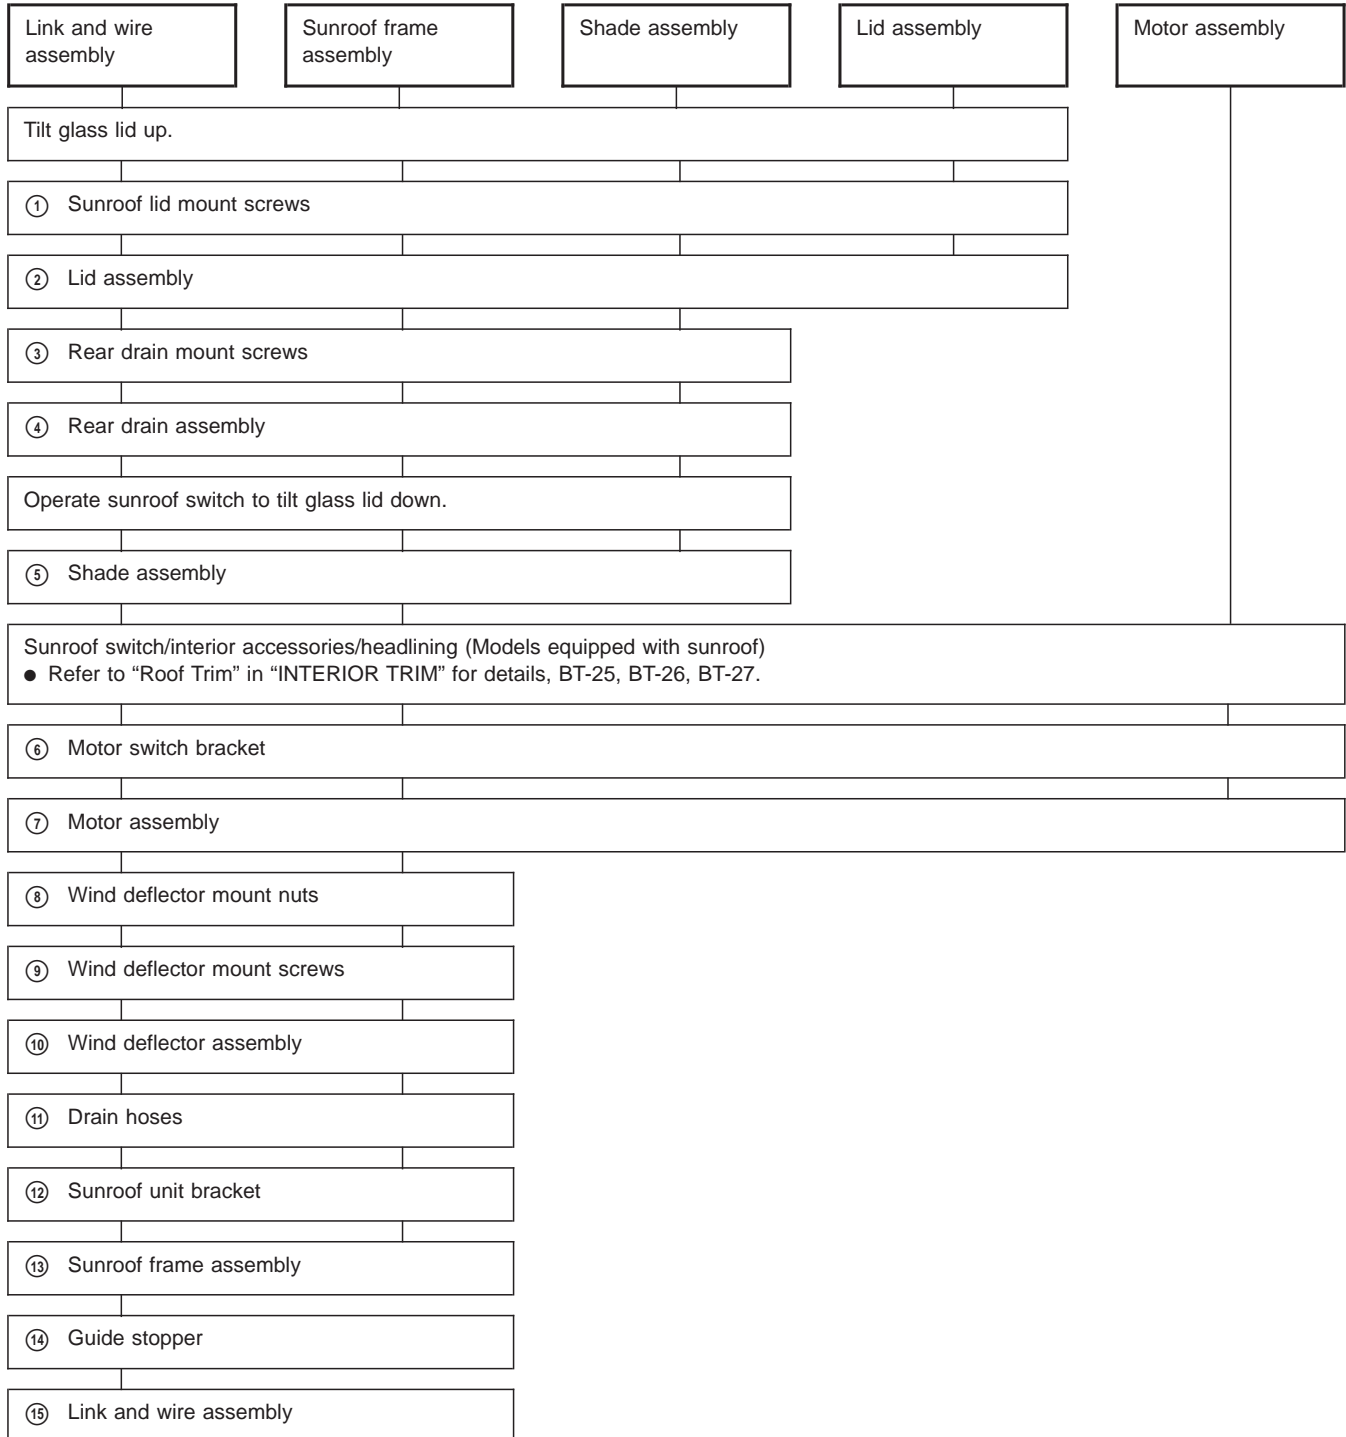 Link and wire
assembly
Sunroof frame
assembly
Shade assembly
Lid assembly
Motor assembly
Tilt glass lid up.
① Sunroof lid mount screws
② Lid assembly
③ Rear drain mount screws
④ Rear drain assembly
Operate sunroof switch to tilt glass lid down.
⑤ Shade assembly
Sunroof switch/interior accessories/headlining (Models equipped with sunroof)
● Refer to “Roof Trim” in “INTERIOR TRIM” for details, BT-25, BT-26, BT-27.
⑥ Motor switch bracket
⑦ Motor assembly
⑧ Wind deflector mount nuts
⑨ Wind deflector mount screws
⑩ Wind deflector assembly
⑪ Drain hoses
⑫ Sunroof unit bracket
⑬ Sunroof frame assembly
⑭ Guide stopper
⑮ Link and wire assembly